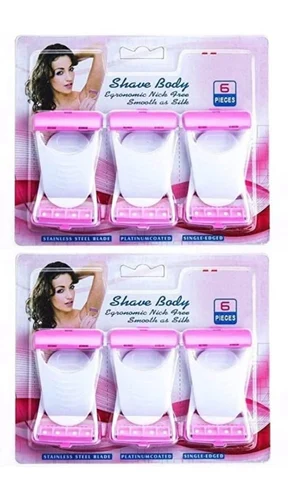 Shave Body
Egronomic Nick Free
Smooth as Silk
6
PIECES
STAINLESS STEEL BLADE
PLATINUMCOATED
SINGLE-EDGED
Shave Body
Egronomic Nick Free
Smooth as Silk
6
PIECES
STAINLESS STEEL BLADE
PLATINUMCOATED
SINGLE-EDGED